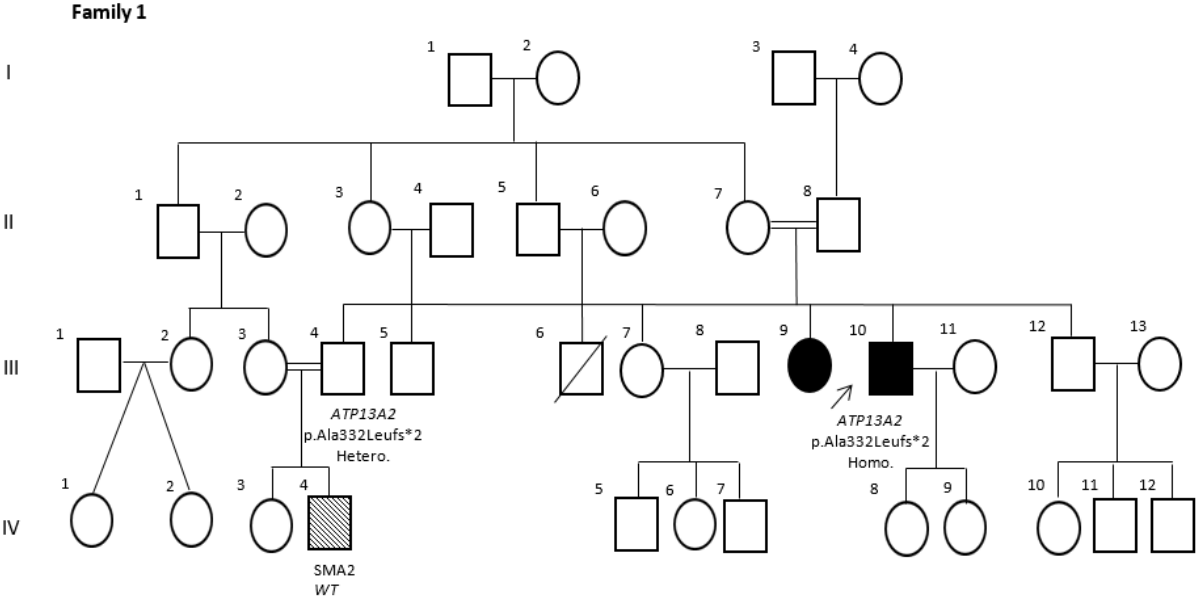 Family 1
1 2 3 4
I
1 2 3 4 5 6 7 8
II
1 2 3 4 5 6 7 8 9 10 11 12 13
III
ATP13A2 ATP13A2
p.Ala332Leufs*2 p.Ala332Leufs*2
Hetero. Homo.
1 2 3 4 5 6 7 8 9 10 11 12
IV
SMA2
WT